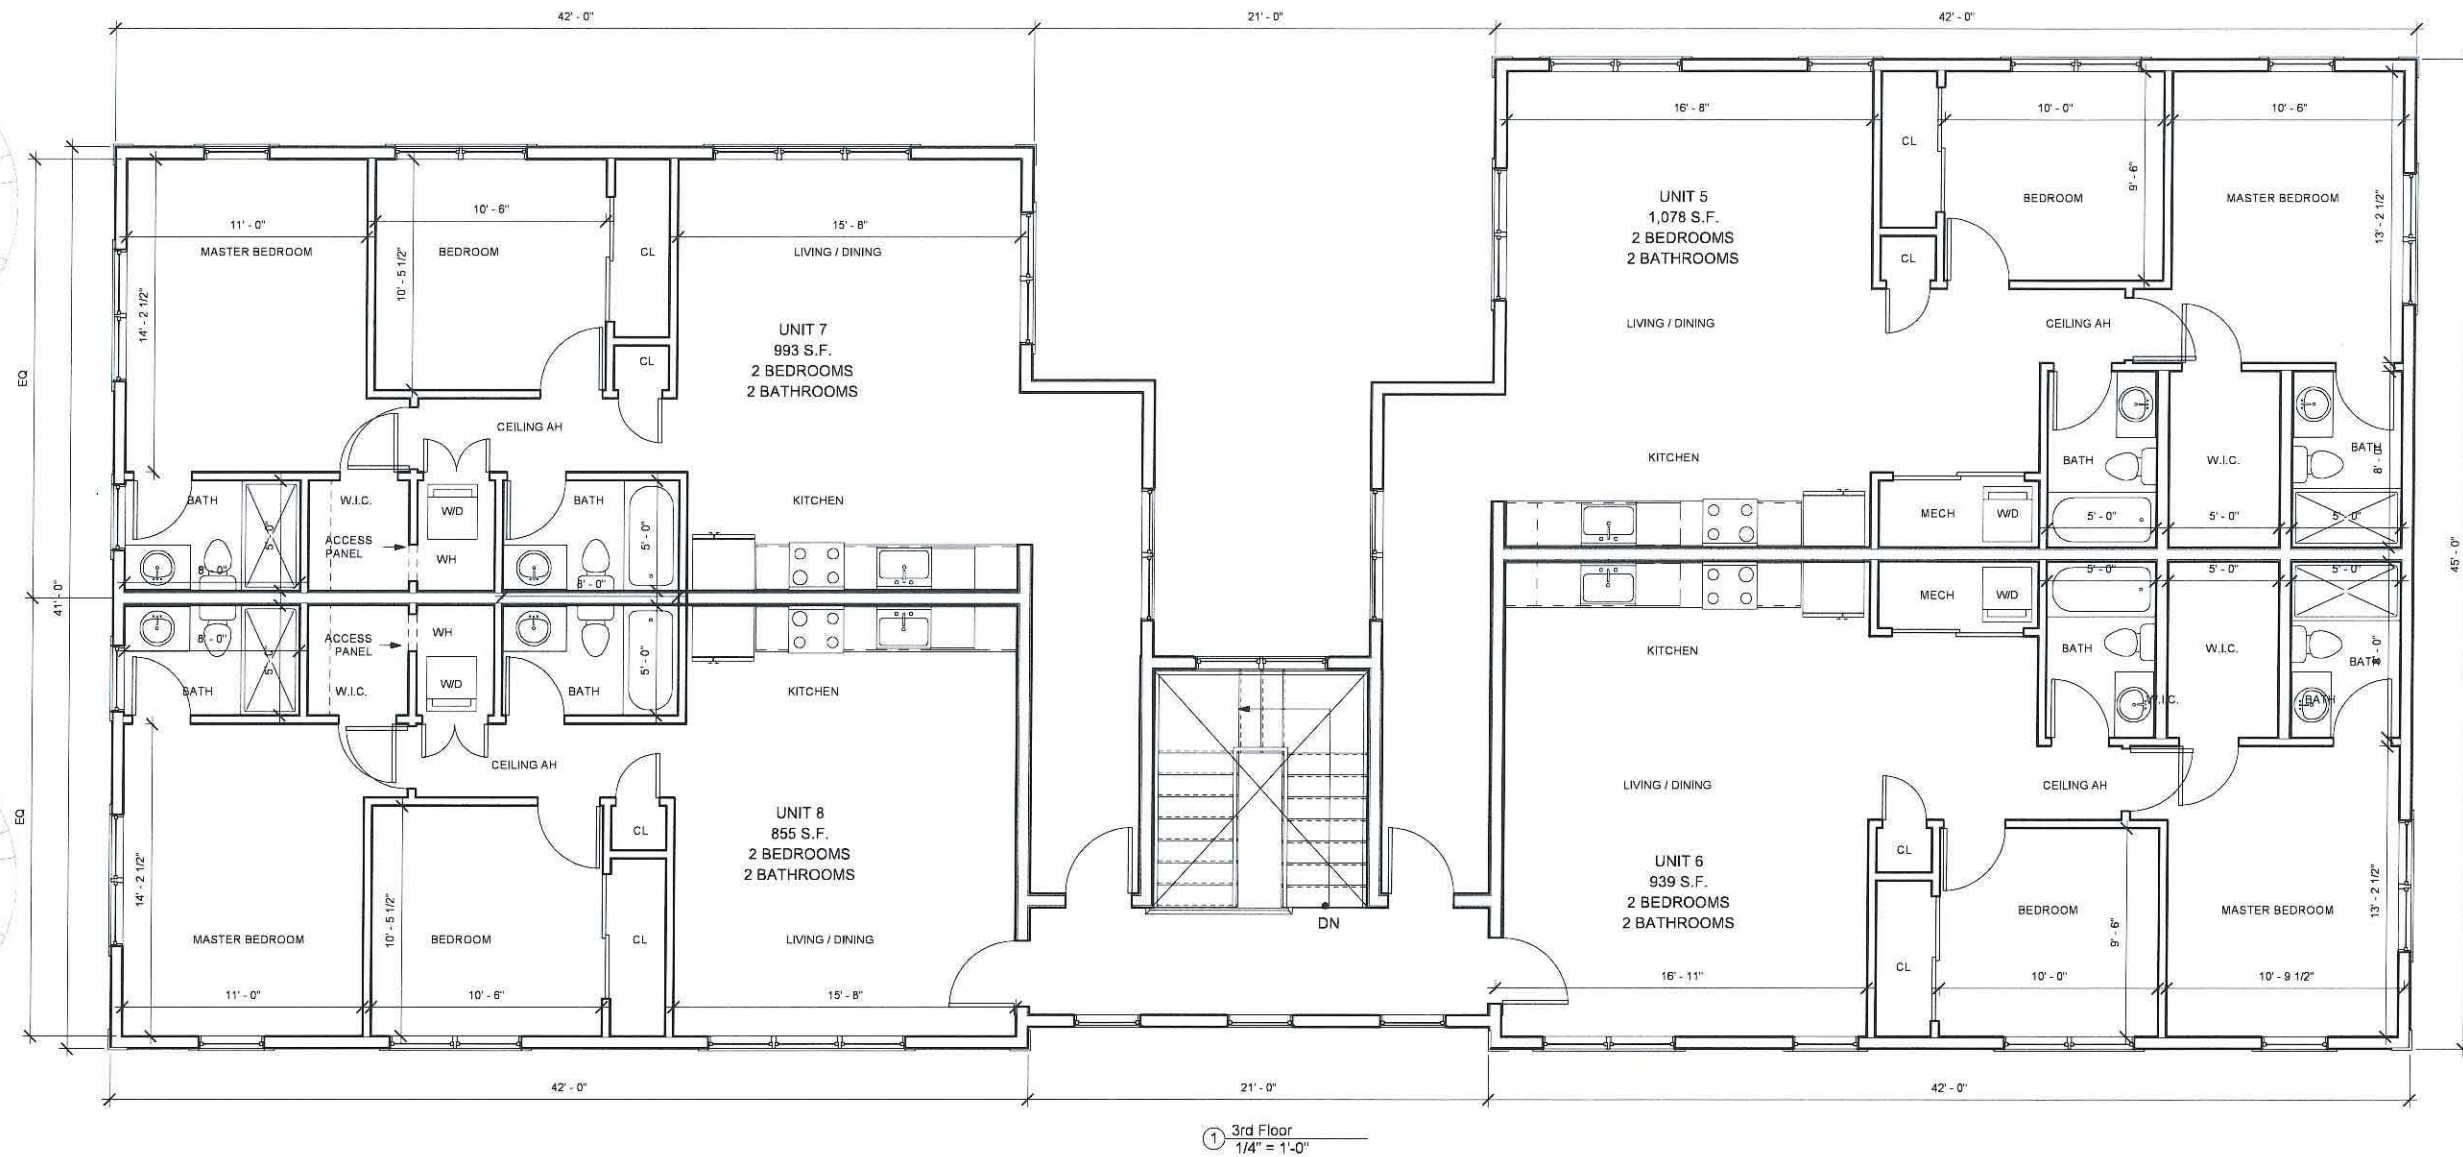 42' - 0"
21' - 0"
42' - 0"
16' - 8"
10' - 0"
10' - 6"
CL
9' - 6"
UNIT 5
1,078 S.F.
2 BEDROOMS
2 BATHROOMS
BEDROOM
MASTER BEDROOM
13' - 2 1/2"
CL
LIVING / DINING
CEILING AH
KITCHEN
BATH
W.I.C.
BATH
8' - 0"
MECH
W/D
5' - 0"
5' - 0"
5' - 0"
11' - 0"
10' - 6"
15' - 8"
MASTER BEDROOM
BEDROOM
CL
LIVING / DINING
14' - 2 1/2"
10' - 5 1/2"
UNIT 7
993 S.F.
2 BEDROOMS
2 BATHROOMS
CL
EQ
CEILING AH
BATH
W.I.C.
W/D
BATH
KITCHEN
5' - 0"
5' - 0"
ACCESS
PANEL
WH
8' - 0"
8' - 0"
41' - 0"
45' - 0"
5' - 0"
5' - 0"
5' - 0"
MECH
W/D
8' - 0"
ACCESS
PANEL
WH
5' - 0"
5' - 0"
BATH
W.I.C.
W/D
BATH
KITCHEN
KITCHEN
BATH
W.I.C.
8' - 0"
BATH
W.I.C.
BATH
CEILING AH
LIVING / DINING
CEILING AH
EQ
UNIT 8
855 S.F.
2 BEDROOMS
2 BATHROOMS
CL
CL
14' - 2 1/2"
10' - 5 1/2"
UNIT 6
939 S.F.
2 BEDROOMS
2 BATHROOMS
DN
MASTER BEDROOM
BEDROOM
CL
LIVING / DINING
BEDROOM
MASTER BEDROOM
13' - 2 1/2"
9' - 6"
CL
11' - 0"
10' - 6"
15' - 8"
16' - 11"
10' - 0"
10' - 9 1/2"
42' - 0"
21' - 0"
42' - 0"
1
3rd Floor
1/4" = 1'-0"